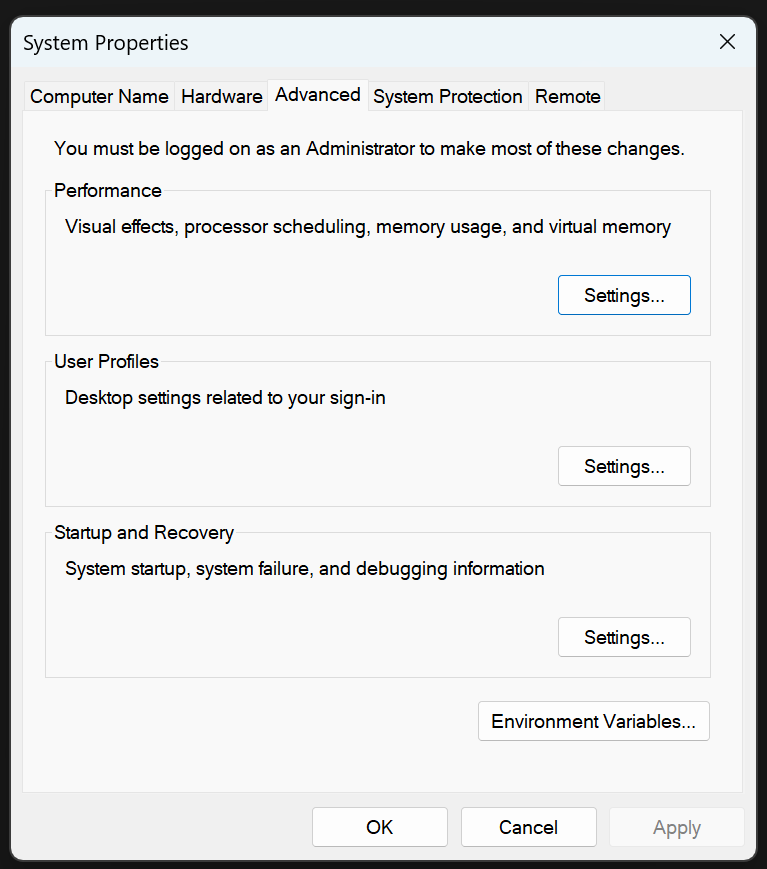 System Properties
Computer Name Hardware Advanced System Protection Remote
You must be logged on as an Administrator to make most of these changes.
Performance
Visual effects, processor scheduling, memory usage, and virtual memory
Settings...
User Profiles
Desktop settings related to your sign-in
Settings...
Startup and Recovery
System startup, system failure, and debugging information
Settings...
Environment Variables...
OK Cancel Apply